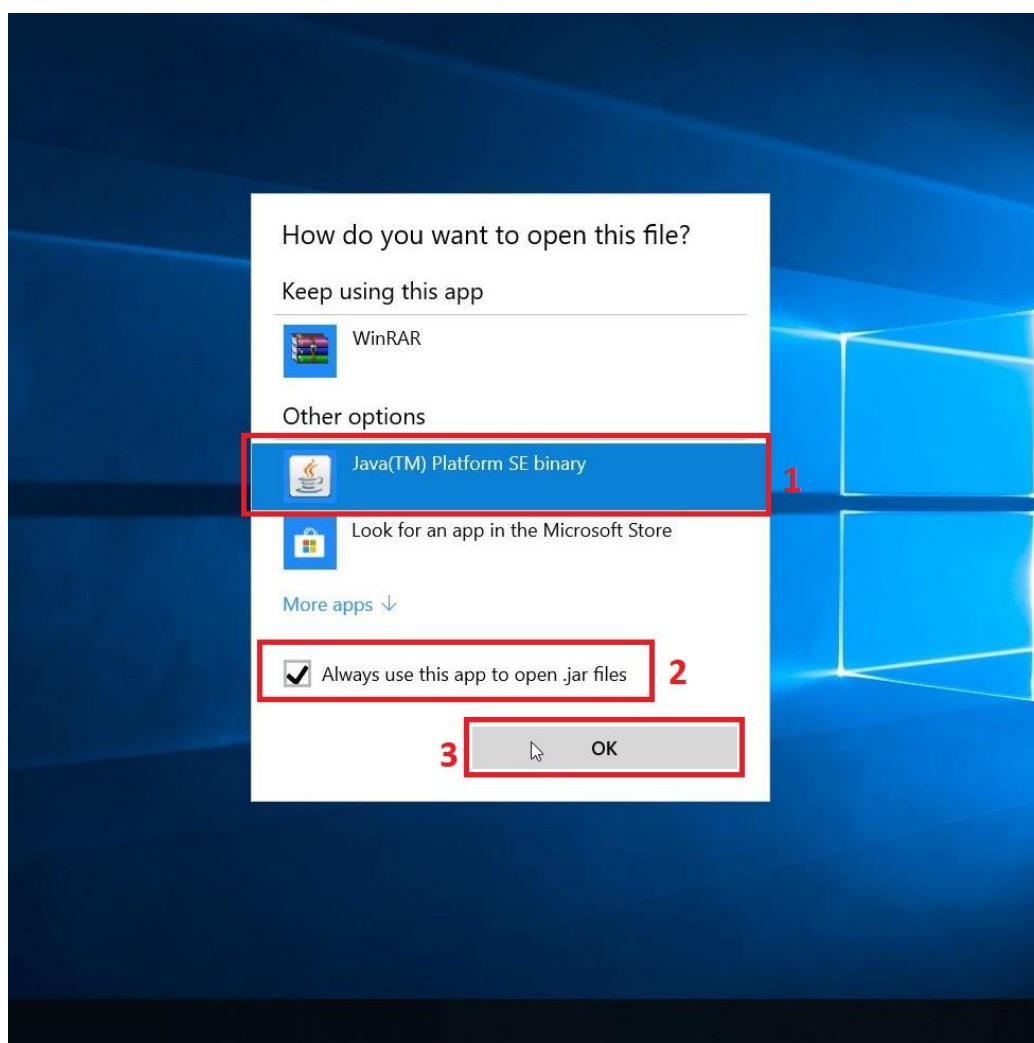 How do you want to open this file?
Keep using this app
WinRAR
Other options
Java(TM) Platform SE binary
1
Look for an app in the Microsoft Store
More apps ↓
Always use this app to open .jar files
2
3
OK